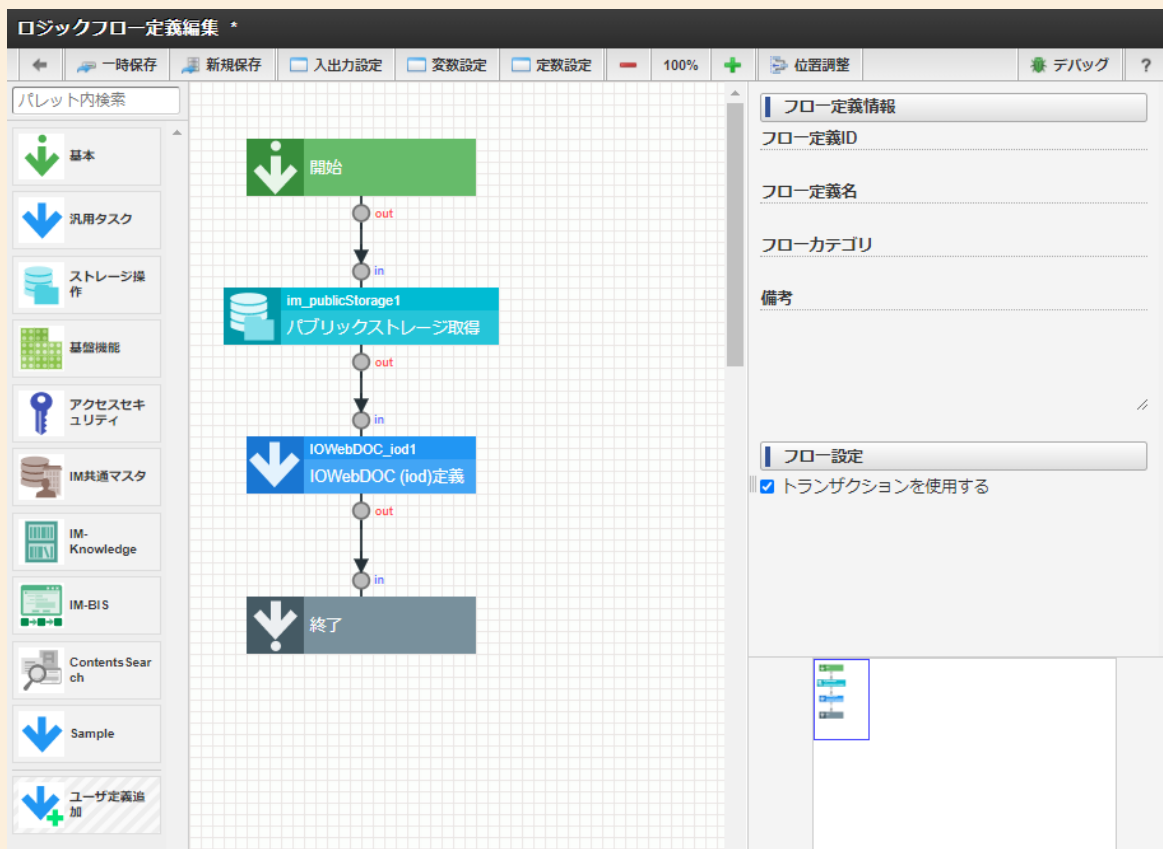 ロジックフロー定義編集 *
一時保存 新規保存 入出力設定 変数設定 定数設定 100% 位置調整 デバッグ ?
パレット内検索
基本
汎用タスク
ストレージ操
作
基盤機能
アクセスセキ
ュリティ
IM共通マスタ
IM-
Knowledge
IM-BIS
ContentsSear
ch
Sample
ユーザ定義追
加
開始
out
in
im_publicStorage1
パブリックストレージ取得
out
in
IOWebDOC_iod1
IOWebDOC (iod)定義
out
in
終了
フロー定義情報
フロー定義ID
フロー定義名
フローカテゴリ
備考
フロー設定
トランザクションを使用する